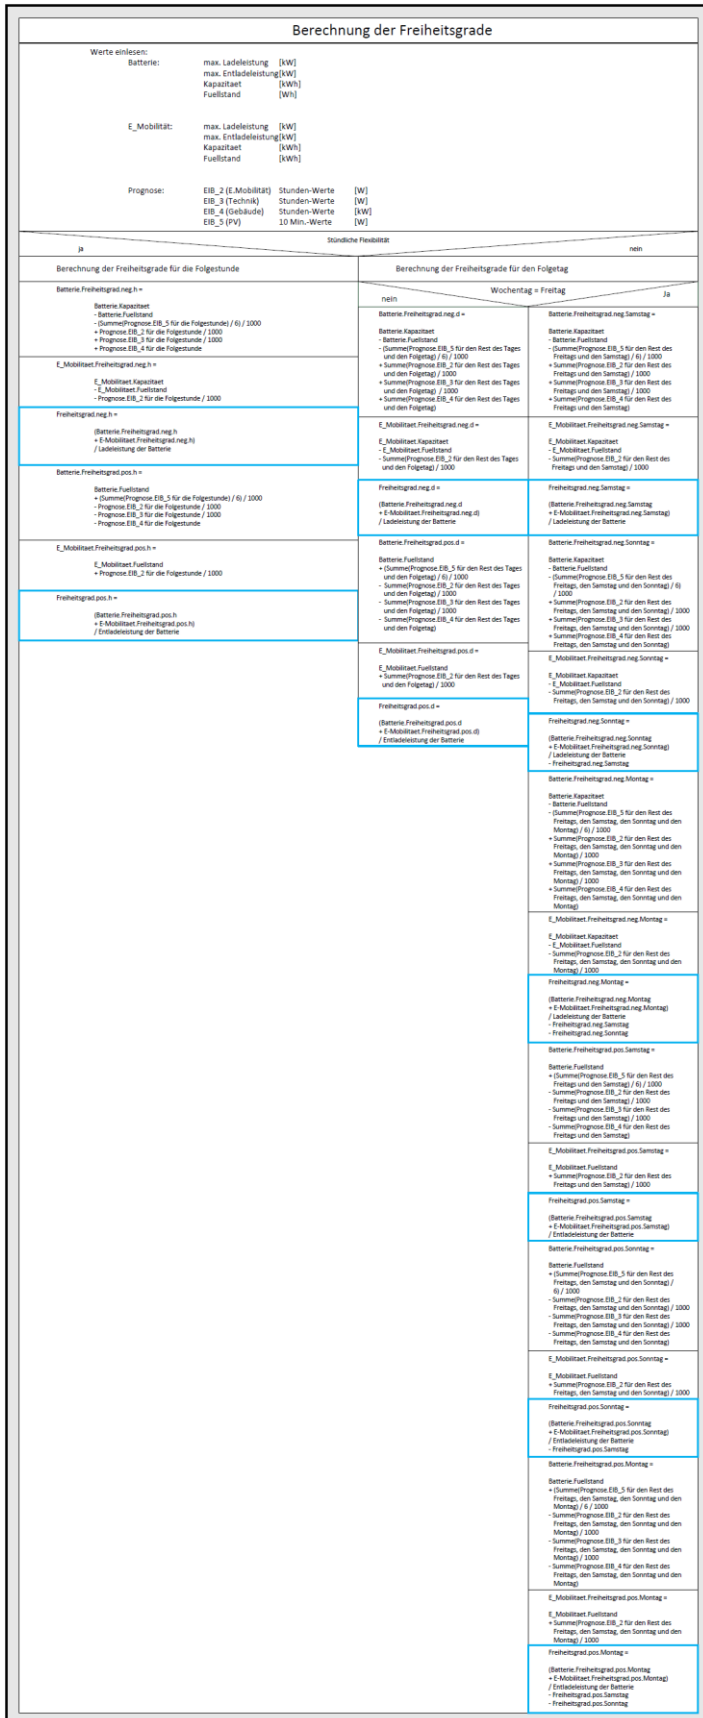 Berechnung der Freiheitsgrade
Werte einlesen:
Batterie: max. Ladeleistung [kW]
max. Entladeleistung[kW]
Kapazitaet [kWh]
Fuellstand [Wh]
E_Mobilität: max. Ladeleistung [kW]
max. Entladeleistung[kW]
Kapazitaet [kWh]
Fuellstand [kWh]
Prognose: EIB_2 (E.Mobilität) Stunden-Werte [W]
EIB_3 (Technik) Stunden-Werte [W]
EIB_4 (Gebäude) Stunden-Werte [kW]
EIB_5 (PV) 10 Min.-Werte [W]
Stündliche Flexibilität
ja
nein
Berechnung der Freiheitsgrade für die Folgestunde
Batterie.Freiheitsgrad.neg.h =
Batterie.Kapazitaet
- Batterie.Fuellstand
- (Summe(Prognose.EIB_5 für die Folgestunde) / 6) / 1000
+ Prognose.EIB_2 für die Folgestunde / 1000
+ Prognose.EIB_3 für die Folgestunde / 1000
+ Prognose.EIB_4 für die Folgestunde
E_Mobilitaet.Freiheitsgrad.neg.h =
E_Mobilitaet.Kapazitaet
- E_Mobilitaet.Fuellstand
- Prognose.EIB_2 für die Folgestunde / 1000
Freiheitsgrad.neg.h =
(Batterie.Freiheitsgrad.neg.h
+ E-Mobilitaet.Freiheitsgrad.neg.h)
/ Ladeleistung der Batterie
Batterie.Freiheitsgrad.pos.h =
Batterie.Fuellstand
+ (Summe(Prognose.EIB_5 für die Folgestunde) / 6) / 1000
- Prognose.EIB_2 für die Folgestunde / 1000
- Prognose.EIB_3 für die Folgestunde / 1000
- Prognose.EIB_4 für die Folgestunde
E_Mobilitaet.Freiheitsgrad.pos.h =
E_Mobilitaet.Fuellstand
+ Prognose.EIB_2 für die Folgestunde / 1000
Freiheitsgrad.pos.h =
(Batterie.Freiheitsgrad.pos.h
+ E-Mobilitaet.Freiheitsgrad.pos.h)
/ Entladeleistung der Batterie
Berechnung der Freiheitsgrade für den Folgetag
Wochentag = Freitag
nein
Ja
Batterie.Freiheitsgrad.neg.d =
Batterie.Kapazitaet
- Batterie.Fuellstand
- (Summe(Prognose.EIB_5 für den Rest des Tages
und den Folgetag) / 6) / 1000
+ Summe(Prognose.EIB_2 für den Rest des Tages
und den Folgetag) / 1000
+ Summe(Prognose.EIB_3 für den Rest des Tages
und den Folgetag) / 1000
+ Summe(Prognose.EIB_4 für den Rest des Tages
und den Folgetag)
E_Mobilitaet.Freiheitsgrad.neg.d =
E_Mobilitaet.Kapazitaet
- E_Mobilitaet.Fuellstand
- Summe(Prognose.EIB_2 für den Rest des Tages
und den Folgetag) / 1000
Freiheitsgrad.neg.d =
(Batterie.Freiheitsgrad.neg.d
+ E-Mobilitaet.Freiheitsgrad.neg.d)
/ Ladeleistung der Batterie
Batterie.Freiheitsgrad.pos.d =
Batterie.Fuellstand
+ (Summe(Prognose.EIB_5 für den Rest des Tages
und den Folgetag) / 6) / 1000
- Summe(Prognose.EIB_2 für den Rest des Tages
und den Folgetag) / 1000
- Summe(Prognose.EIB_3 für den Rest des Tages
und den Folgetag) / 1000
- Summe(Prognose.EIB_4 für den Rest des Tages
und den Folgetag)
E_Mobilitaet.Freiheitsgrad.pos.d =
E_Mobilitaet.Fuellstand
+ Summe(Prognose.EIB_2 für den Rest des Tages
und den Folgetag) / 1000
Freiheitsgrad.pos.d =
(Batterie.Freiheitsgrad.pos.d
+ E-Mobilitaet.Freiheitsgrad.pos.d)
/ Entladeleistung der Batterie
Batterie.Freiheitsgrad.neg.Samstag =
Batterie.Kapazitaet
- Batterie.Fuellstand
- (Summe(Prognose.EIB_5 für den Rest des
Freitags und den Samstag) / 6) / 1000
+ Summe(Prognose.EIB_2 für den Rest des
Freitags und den Samstag) / 1000
+ Summe(Prognose.EIB_3 für den Rest des
Freitags und den Samstag) / 1000
+ Summe(Prognose.EIB_4 für den Rest des
Freitags und den Samstag)
E_Mobilitaet.Freiheitsgrad.neg.Samstag =
E_Mobilitaet.Kapazitaet
- E_Mobilitaet.Fuellstand
- Summe(Prognose.EIB_2 für den Rest des
Freitags und den Samstag) / 1000
Freiheitsgrad.neg.Samstag =
(Batterie.Freiheitsgrad.neg.Samstag
+ E-Mobilitaet.Freiheitsgrad.neg.Samstag)
/ Ladeleistung der Batterie
Batterie.Freiheitsgrad.neg.Sonntag =
Batterie.Kapazitaet
- Batterie.Fuellstand
- (Summe(Prognose.EIB_5 für den Rest des
Freitags, den Samstag und den Sonntag) / 6)
/ 1000
+ Summe(Prognose.EIB_2 für den Rest des
Freitags, den Samstag und den Sonntag) / 1000
+ Summe(Prognose.EIB_3 für den Rest des
Freitags, den Samstag und den Sonntag) / 1000
+ Summe(Prognose.EIB_4 für den Rest des
Freitags, den Samstag und den Sonntag)
E_Mobilitaet.Freiheitsgrad.neg.Sonntag =
E_Mobilitaet.Kapazitaet
- E_Mobilitaet.Fuellstand
- Summe(Prognose.EIB_2 für den Rest des
Freitags, den Samstag und den Sonntag) / 1000
Freiheitsgrad.neg.Sonntag =
(Batterie.Freiheitsgrad.neg.Sonntag
+ E-Mobilitaet.Freiheitsgrad.neg.Sonntag)
/ Ladeleistung der Batterie
- Freiheitsgrad.neg.Samstag
Batterie.Freiheitsgrad.neg.Montag =
Batterie.Kapazitaet
- Batterie.Fuellstand
- (Summe(Prognose.EIB_5 für den Rest des
Freitags, den Samstag, den Sonntag und den
Montag) / 6) / 1000
+ Summe(Prognose.EIB_2 für den Rest des
Freitags, den Samstag, den Sonntag und den
Montag) / 1000
+ Summe(Prognose.EIB_3 für den Rest des
Freitags, den Samstag, den Sonntag und den
Montag) / 1000
+ Summe(Prognose.EIB_4 für den Rest des
Freitags, den Samstag, den Sonntag und den
Montag)
E_Mobilitaet.Freiheitsgrad.neg.Montag =
E_Mobilitaet.Kapazitaet
- E_Mobilitaet.Fuellstand
- Summe(Prognose.EIB_2 für den Rest des
Freitags, den Samstag, den Sonntag und den
Montag) / 1000
Freiheitsgrad.neg.Montag =
(Batterie.Freiheitsgrad.neg.Montag
+ E-Mobilitaet.Freiheitsgrad.neg.Montag)
/ Ladeleistung der Batterie
- Freiheitsgrad.neg.Samstag
- Freiheitsgrad.neg.Sonntag
Batterie.Freiheitsgrad.pos.Samstag =
Batterie.Fuellstand
+ (Summe(Prognose.EIB_5 für den Rest des
Freitags und den Samstag) / 6) / 1000
- Summe(Prognose.EIB_2 für den Rest des
Freitags und den Samstag) / 1000
- Summe(Prognose.EIB_3 für den Rest des
Freitags und den Samstag) / 1000
- Summe(Prognose.EIB_4 für den Rest des
Freitags und den Samstag)
E_Mobilitaet.Freiheitsgrad.pos.Samstag =
E_Mobilitaet.Fuellstand
+ Summe(Prognose.EIB_2 für den Rest des
Freitags und den Samstag) / 1000
Freiheitsgrad.pos.Samstag =
(Batterie.Freiheitsgrad.pos.Samstag
+ E-Mobilitaet.Freiheitsgrad.pos.Samstag)
/ Entladeleistung der Batterie
Batterie.Freiheitsgrad.pos.Sonntag =
Batterie.Fuellstand
+ (Summe(Prognose.EIB_5 für den Rest des
Freitags, den Samstag und den Sonntag) /
6) / 1000
- Summe(Prognose.EIB_2 für den Rest des
Freitags, den Samstag und den Sonntag) / 1000
- Summe(Prognose.EIB_3 für den Rest des
Freitags, den Samstag und den Sonntag) / 1000
- Summe(Prognose.EIB_4 für den Rest des
Freitags, den Samstag und den Sonntag)
E_Mobilitaet.Freiheitsgrad.pos.Sonntag =
E_Mobilitaet.Fuellstand
+ Summe(Prognose.EIB_2 für den Rest des
Freitags, den Samstag und den Sonntag) / 1000
Freiheitsgrad.pos.Sonntag =
(Batterie.Freiheitsgrad.pos.Sonntag
+ E-Mobilitaet.Freiheitsgrad.pos.Sonntag)
/ Entladeleistung der Batterie
- Freiheitsgrad.pos.Samstag
Batterie.Freiheitsgrad.pos.Montag =
Batterie.Fuellstand
+ (Summe(Prognose.EIB_5 für den Rest des
Freitags, den Samstag, den Sonntag und den
Montag) / 6 / 1000
- Summe(Prognose.EIB_2 für den Rest des
Freitags, den Samstag, den Sonntag und den
Montag) / 1000
- Summe(Prognose.EIB_3 für den Rest des
Freitags, den Samstag, den Sonntag und den
Montag) / 1000
- Summe(Prognose.EIB_4 für den Rest des
Freitags, den Samstag, den Sonntag und den
Montag)
E_Mobilitaet.Freiheitsgrad.pos.Montag =
E_Mobilitaet.Fuellstand
+ Summe(Prognose.EIB_2 für den Rest des
Freitags, den Samstag, den Sonntag und den
Montag) / 1000
Freiheitsgrad.pos.Montag =
(Batterie.Freiheitsgrad.pos.Montag
+ E-Mobilitaet.Freiheitsgrad.pos.Montag)
/ Entladeleistung der Batterie
- Freiheitsgrad.pos.Samstag
- Freiheitsgrad.pos.Sonntag